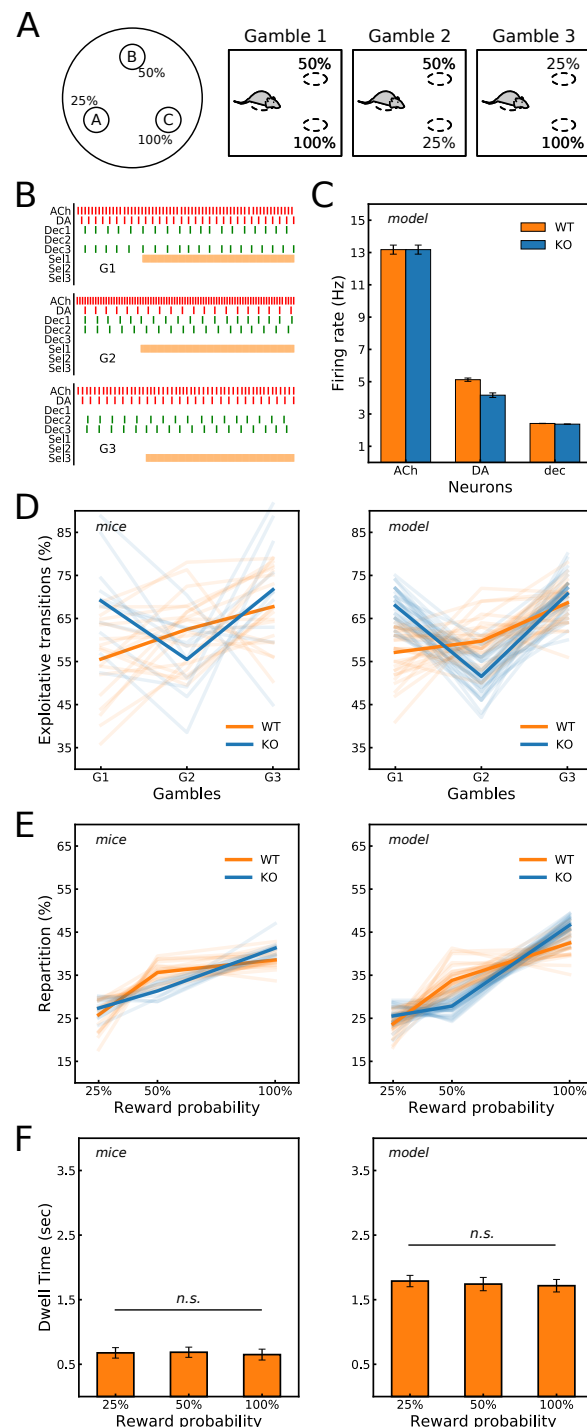 A
B
50%
25%
A
C
100%
Gamble 1
Gamble 2
Gamble 3
50%
50%
25%
100%
25%
100%
B
ACh
DA
Dec1
Dec2
Dec3
Sel1
Sel2
Sel3
G1
ACh
DA
Dec1
Dec2
Dec3
Sel1
Sel2
Sel3
G2
ACh
DA
Dec1
Dec2
Dec3
Sel1
Sel2
Sel3
G3
C
model
WT
KO
Firing rate (Hz)
15
13
11
9
7
5
3
1
ACh
DA
dec
Neurons
D
mice
Exploitative transitions (%)
85
75
65
55
45
35
WT
KO
G1
G2
G3
Gambles
model
85
75
65
55
45
35
WT
KO
G1
G2
G3
Gambles
E
mice
Repartition (%)
65
55
45
35
25
15
WT
KO
25%
50%
100%
Reward probability
model
65
55
45
35
25
15
WT
KO
25%
50%
100%
Reward probability
F
mice
Dwell Time (sec)
3.5
2.5
1.5
0.5
n.s.
25%
50%
100%
Reward probability
model
3.5
2.5
1.5
0.5
n.s.
25%
50%
100%
Reward probability